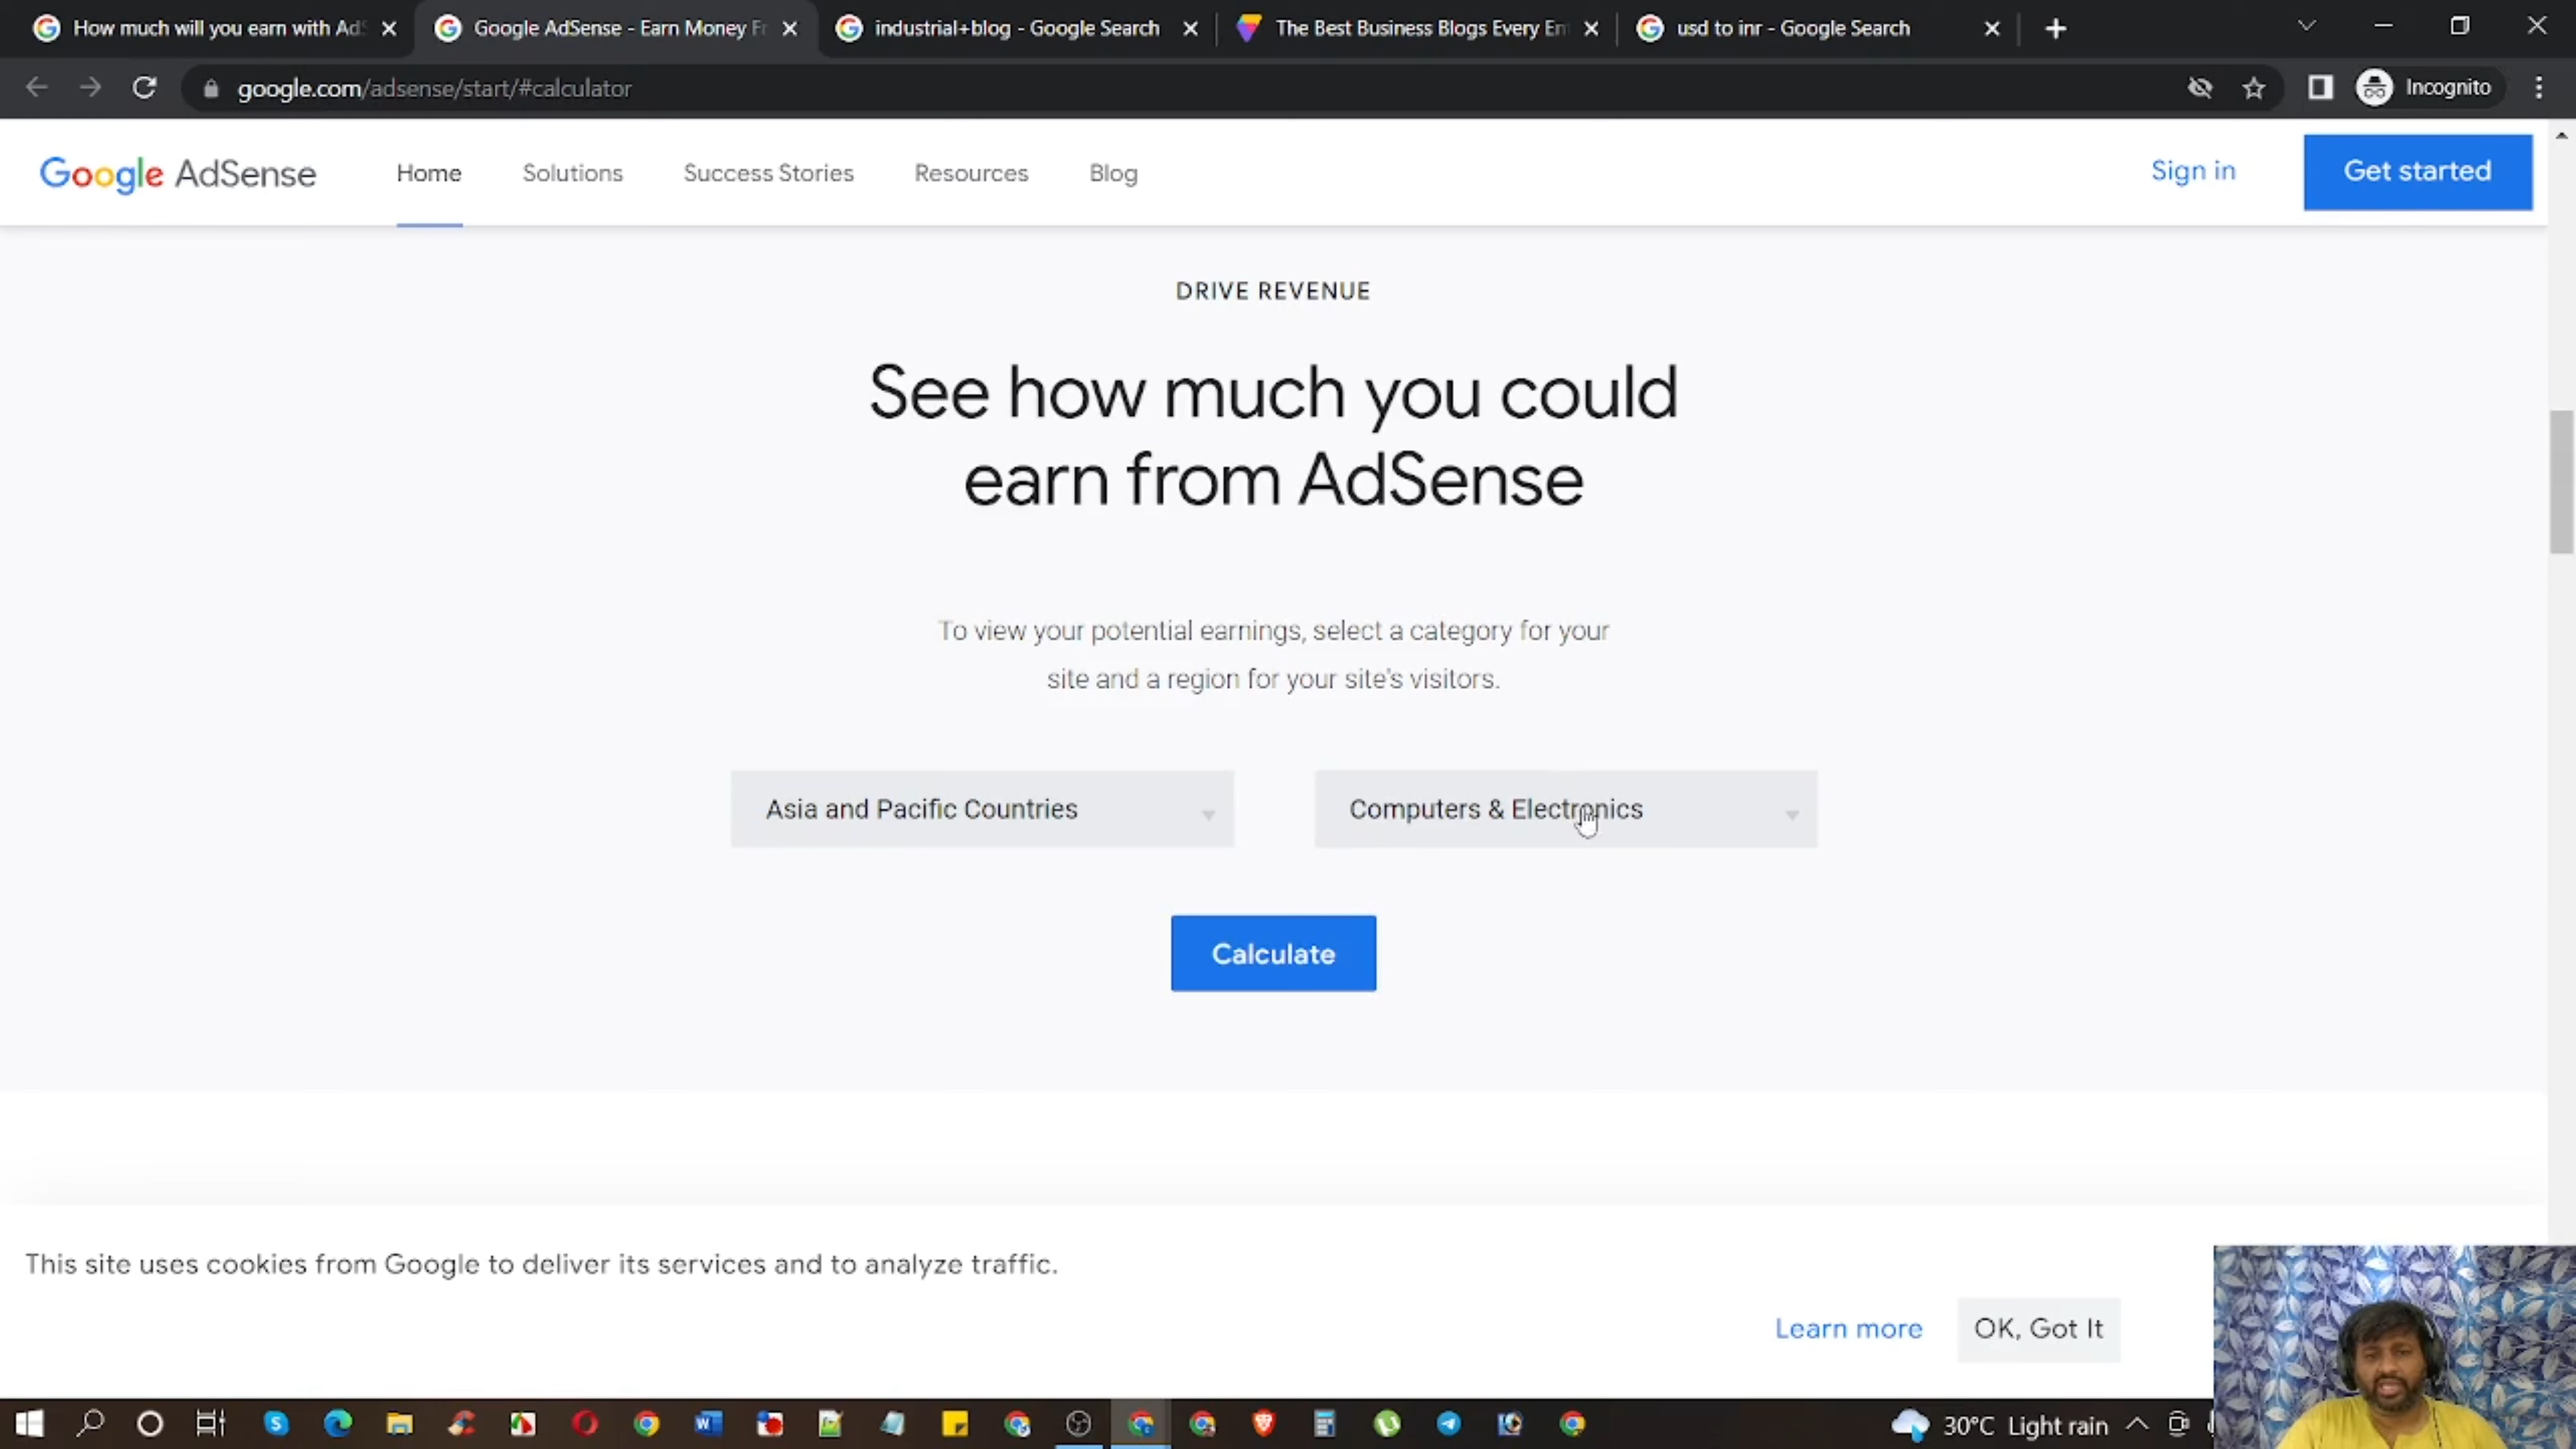 How much will you earn with AdS
Google AdSense - Earn Money Fr
industrial+blog - Google Search
The Best Business Blogs Every En
usd to inr - Google Search
google.com/adsense/start/#calculator
Incognito
Google AdSense
Home
Solutions
Success Stories
Resources
Blog
Sign in
Get started
DRIVE REVENUE
See how much you could
earn from AdSense
To view your potential earnings, select a category for your
site and a region for your site's visitors.
Asia and Pacific Countries
Computers & Electronics
Calculate
This site uses cookies from Google to deliver its services and to analyze traffic.
Learn more
OK, Got It
30°C Light rain